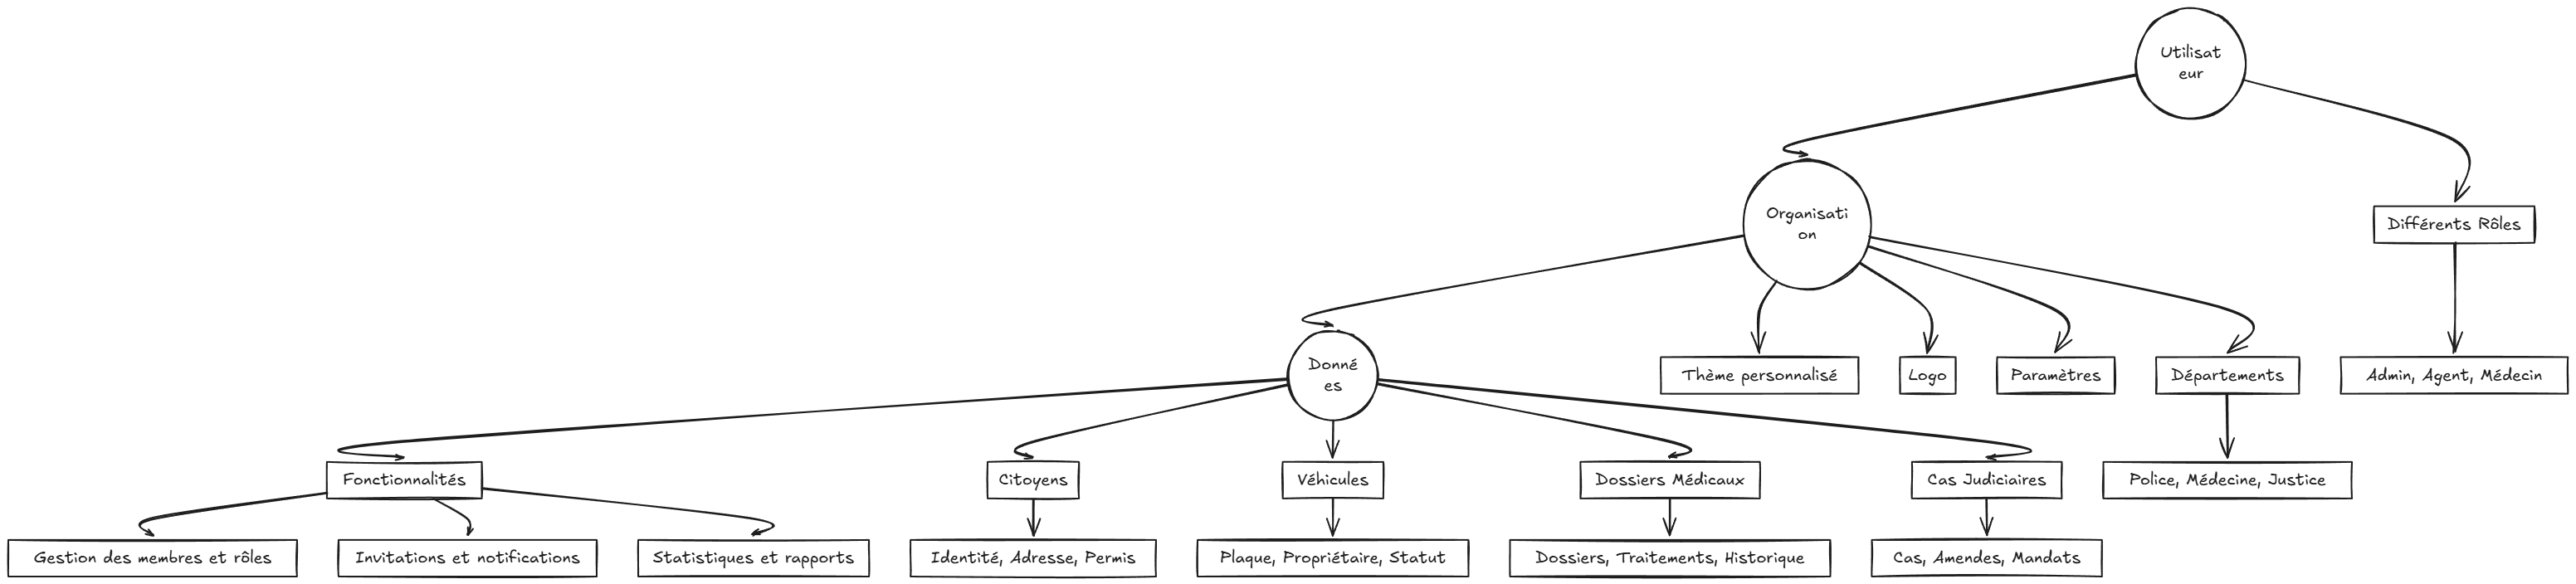 Utilisat
eur
Organisati
on
Différents Rôles
Donné
es
Thème personnalisé
Logo
Paramètres
Départements
Admin, Agent, Médecin
Fonctionnalités
Citoyens
Véhicules
Dossiers Médicaux
Cas Judiciaires
Police, Médecine, Justice
Gestion des membres et rôles
Invitations et notifications
Statistiques et rapports
Identité, Adresse, Permis
Plaque, Propriétaire, Statut
Dossiers, Traitements, Historique
Cas, Amendes, Mandats